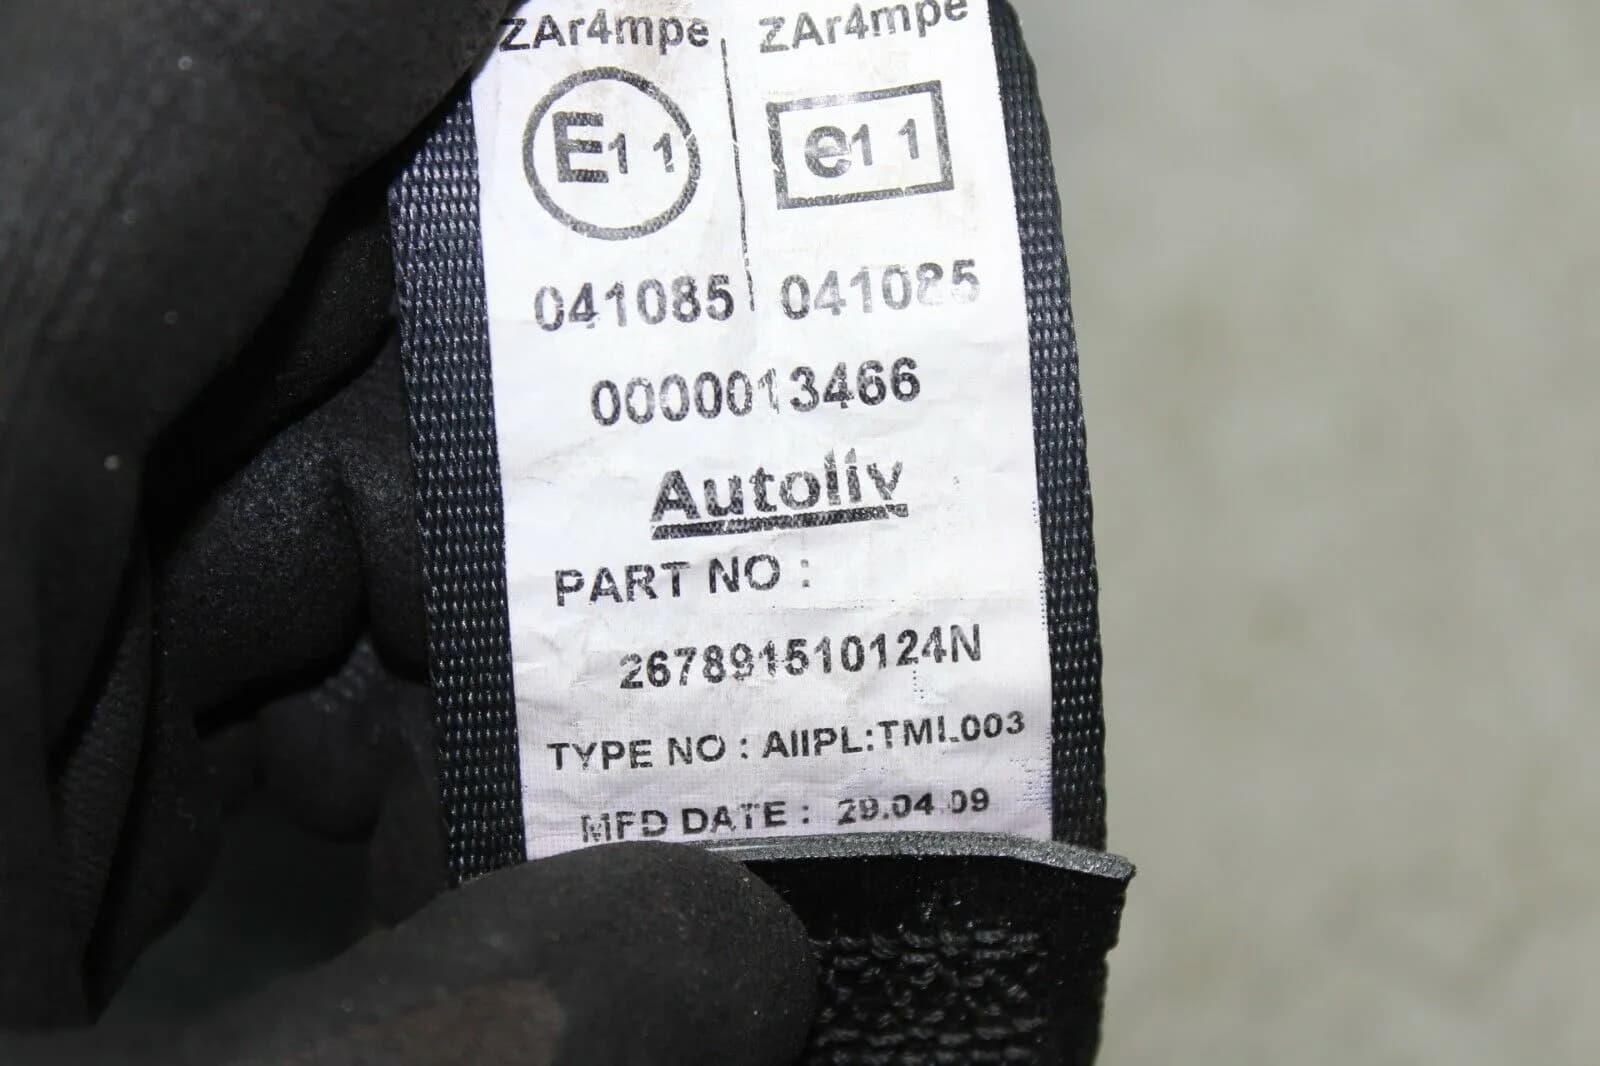 ZAr4mpe ZAr4mpe
E11 e11
041085 041085
0000013466
Autoliv
PART NO :
267891510124N
TYPE NO : AIIPL:TML003
MFD DATE : 29.04.09